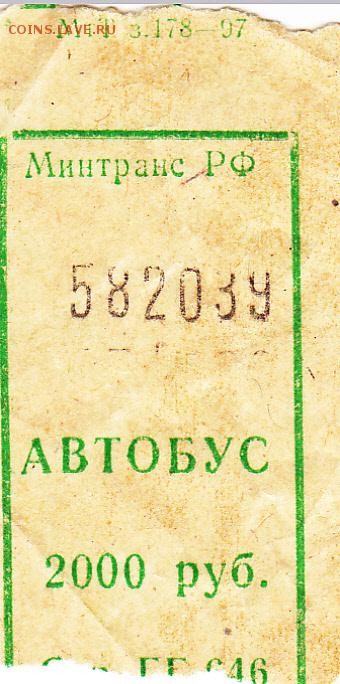 COINS.LAVE.RU
з.178—97
Минтранс РФ
582039
АВТОБУС
2000 руб.